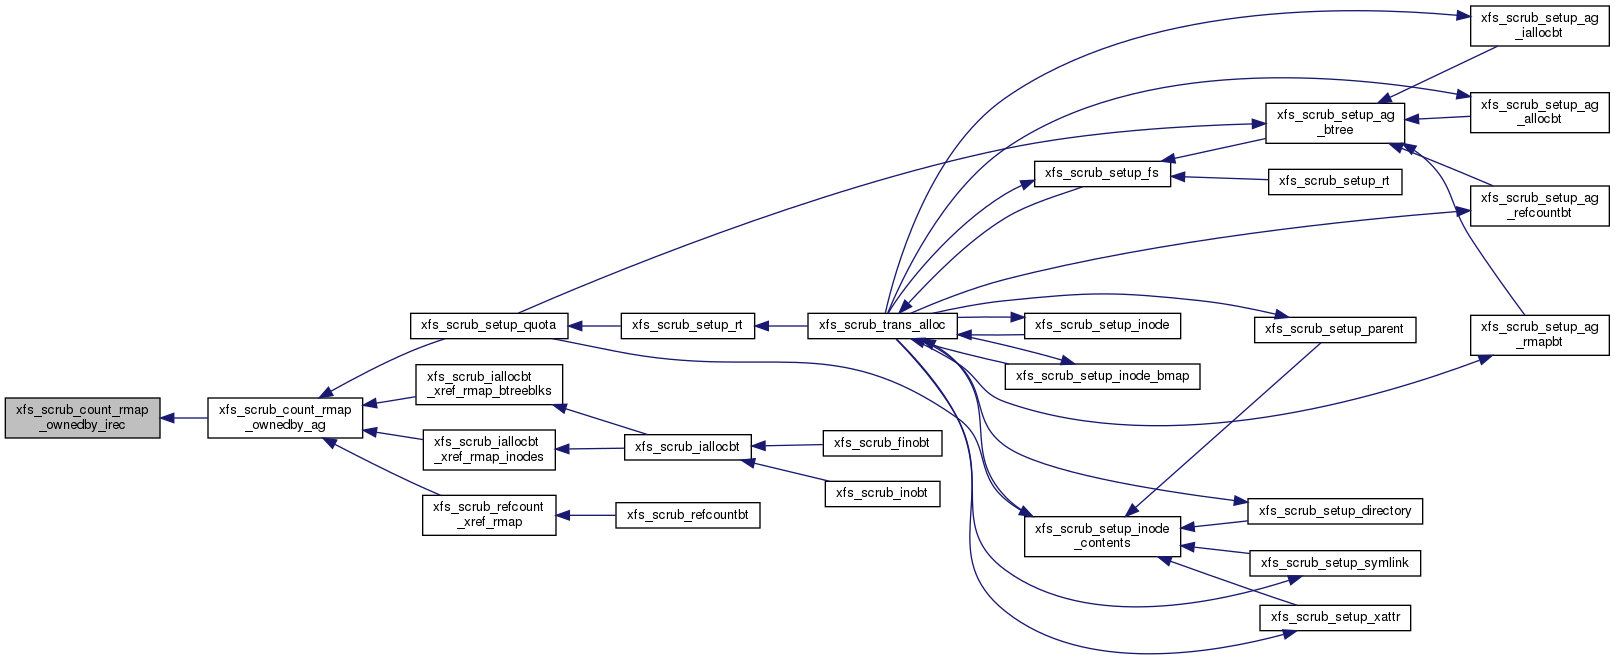 xfs_scrub_count_rmap
_ownedby_irec
xfs_scrub_count_rmap
_ownedby_ag
xfs_scrub_setup_quota
xfs_scrub_iallocbt
_xref_rmap_btreeblks
xfs_scrub_iallocbt
_xref_rmap_inodes
xfs_scrub_refcount
_xref_rmap
xfs_scrub_setup_rt
xfs_scrub_iallocbt
xfs_scrub_refcountbt
xfs_scrub_trans_alloc
xfs_scrub_finobt
xfs_scrub_inobt
xfs_scrub_setup_fs
xfs_scrub_setup_inode
xfs_scrub_setup_inode_bmap
xfs_scrub_setup_inode
_contents
xfs_scrub_setup_ag
_btree
xfs_scrub_setup_rt
xfs_scrub_setup_parent
xfs_scrub_setup_directory
xfs_scrub_setup_symlink
xfs_scrub_setup_xattr
xfs_scrub_setup_ag
_iallocbt
xfs_scrub_setup_ag
_allocbt
xfs_scrub_setup_ag
_refcountbt
xfs_scrub_setup_ag
_rmapbt